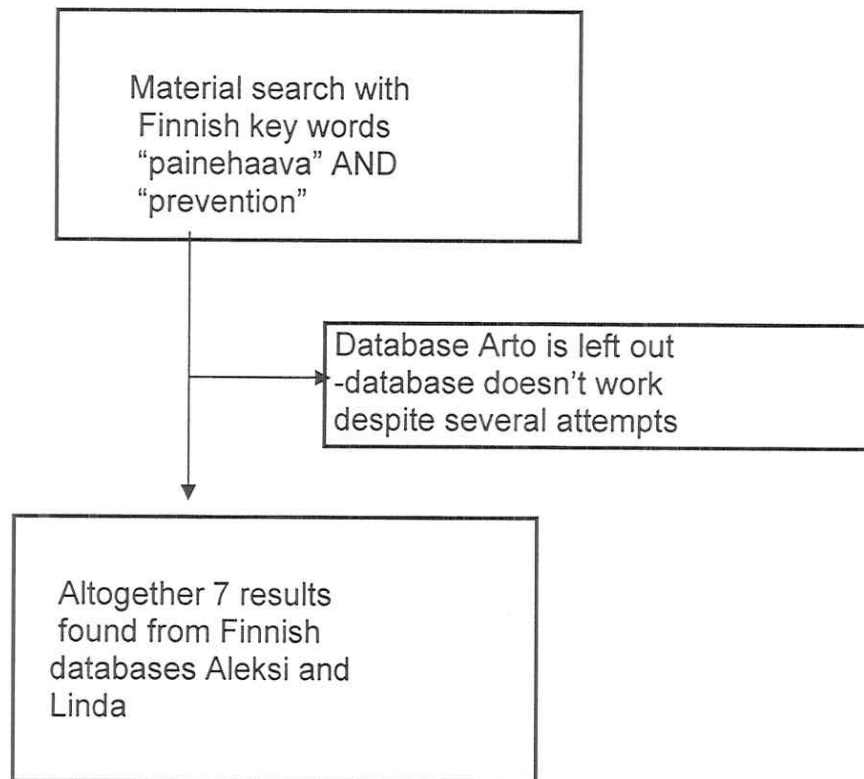 Material search with
Finnish key words
“painehaava” AND
“prevention”
Database Arto is left out
-database doesn’t work
despite several attempts
Altogether 7 results
found from Finnish
databases Aleksi and
Linda